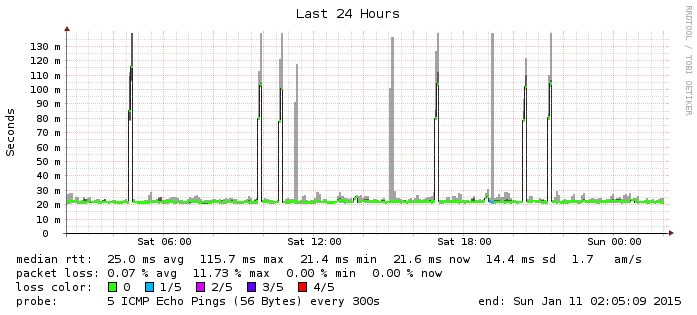 Last 24 Hours
RRDTOOL / TOBI OETIKER
Seconds
130 m
120 m
110 m
100 m
90 m
80 m
70 m
60 m
50 m
40 m
30 m
20 m
10 m
0
Sat 06:00 Sat 12:00 Sat 18:00 Sun 00:00
median rtt: 25.0 ms avg 115.7 ms max 21.4 ms min 21.6 ms now 14.4 ms sd 1.7 am/s
packet loss: 0.07 % avg 11.73 % max 0.00 % min 0.00 % now
loss color: 0 1/5 2/5 3/5 4/5
probe: 5 ICMP Echo Pings (56 Bytes) every 300s end: Sun Jan 11 02:05:09 2015